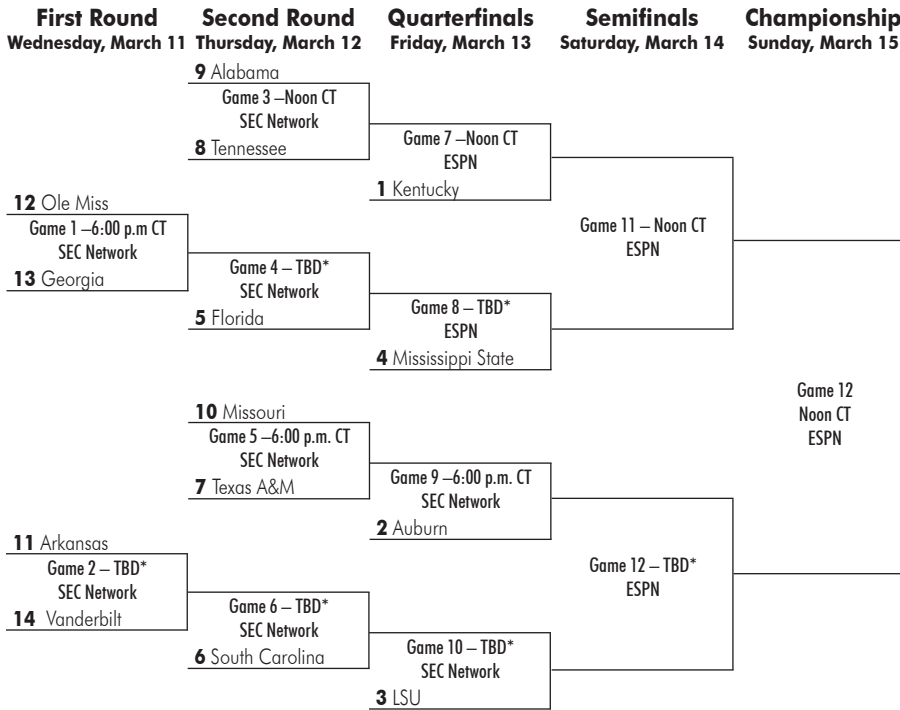 First Round
Wednesday, March 11
Second Round
Thursday, March 12
Quarterfinals
Friday, March 13
Semifinals
Saturday, March 14
Championship
Sunday, March 15
9 Alabama
Game 3 –Noon CT
SEC Network
8 Tennessee
Game 7 –Noon CT
ESPN
1 Kentucky
12 Ole Miss
Game 1 –6:00 p.m CT
SEC Network
13 Georgia
Game 4 – TBD*
SEC Network
5 Florida
Game 8 – TBD*
ESPN
4 Mississippi State
Game 11 – Noon CT
ESPN
10 Missouri
Game 5 –6:00 p.m. CT
SEC Network
7 Texas A&M
Game 9 –6:00 p.m. CT
SEC Network
2 Auburn
11 Arkansas
Game 2 – TBD*
SEC Network
14 Vanderbilt
Game 6 – TBD*
SEC Network
6 South Carolina
Game 10 – TBD*
SEC Network
3 LSU
Game 12 – TBD*
ESPN
Game 12
Noon CT
ESPN